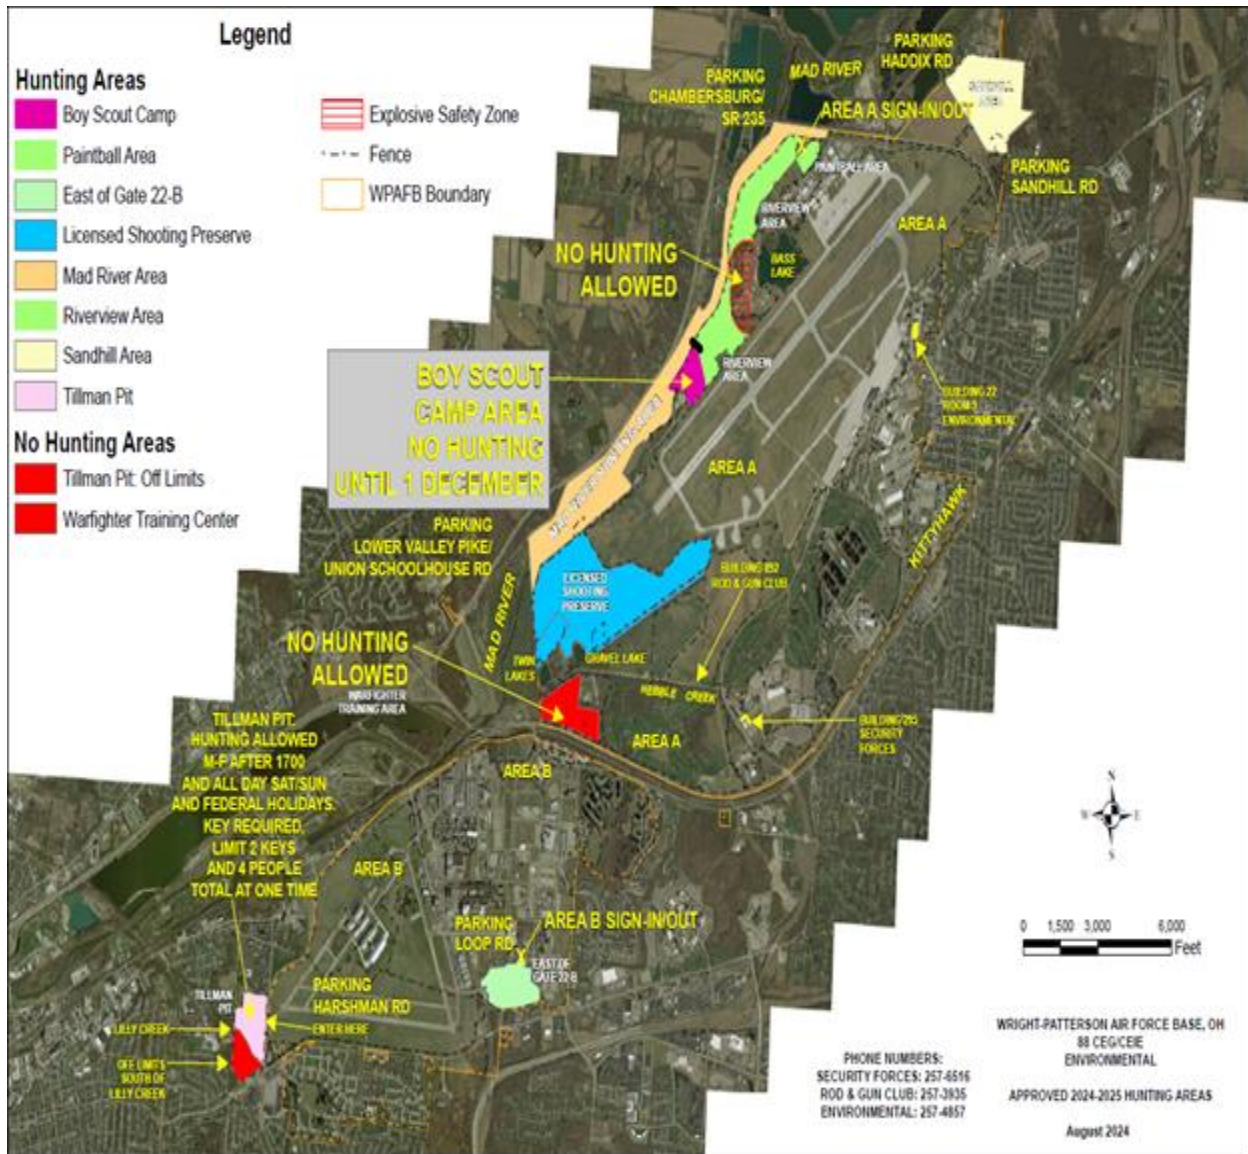 Legend
Hunting Areas
Boy Scout Camp
Paintball Area
East of Gate 22-B
Licensed Shooting Preserve
Mad River Area
Riverview Area
Sandhill Area
Tillman Pit
No Hunting Areas
Tillman Pit: Off Limits
Warfighter Training Center
Explosive Safety Zone
Fence
WPAFB Boundary
PARKING
HADDIX RD
MAD RIVER
PARKING
CHAMBERSBURG/
SR 235
AREA A SIGN-IN/OUT
SANDHILL
AREA
PARKING
SANDHILL RD
PAINTBALL AREA
RIVERVIEW
AREA
AREA A
NO HUNTING
ALLOWED
BASS
LAKE
BOY SCOUT
CAMP AREA
NO HUNTING
UNTIL 1 DECEMBER
RIVERVIEW
AREA
BUILDING 22
ROOM 3
ENVIRONMENTAL
MAD RIVER HUNTING AREA
AREA A
KITTYHAWK
PARKING
LOWER VALLEY PIKE/
UNION SCHOOLHOUSE RD
MAD RIVER
LICENSED
SHOOTING
PRESERVE
BUILDING 892
ROD & GUN CLUB
NO HUNTING
ALLOWED
WARFIGHTER
TRAINING AREA
TWIN
LAKES
GRAVEL LAKE
HEBBLE CREEK
AREA A
SECURITY
FORCES
TILLMAN PIT:
HUNTING ALLOWED
M-F AFTER 1700
AND ALL DAY SAT/SUN
AND FEDERAL HOLIDAYS.
KEY REQUIRED,
LIMIT 2 KEYS
AND 4 PEOPLE
TOTAL AT ONE TIME
AREA B
AREA B
PARKING
LOOP RD
AREA B SIGN-IN/OUT
EAST OF
GATE 22-B
TILLMAN
PIT
PARKING
HARSHMAN RD
LILLY CREEK
ENTER HERE
OFF LIMITS
SOUTH OF
LILLY CREEK
N
W
E
S
0 1,500 3,000 6,000
Feet
PHONE NUMBERS:
SECURITY FORCES: 257-6516
ROD & GUN CLUB: 257-3935
ENVIRONMENTAL: 257-4857
WRIGHT-PATTERSON AIR FORCE BASE, OH
88 CEG/CEIE
ENVIRONMENTAL
APPROVED 2024-2025 HUNTING AREAS
August 2024